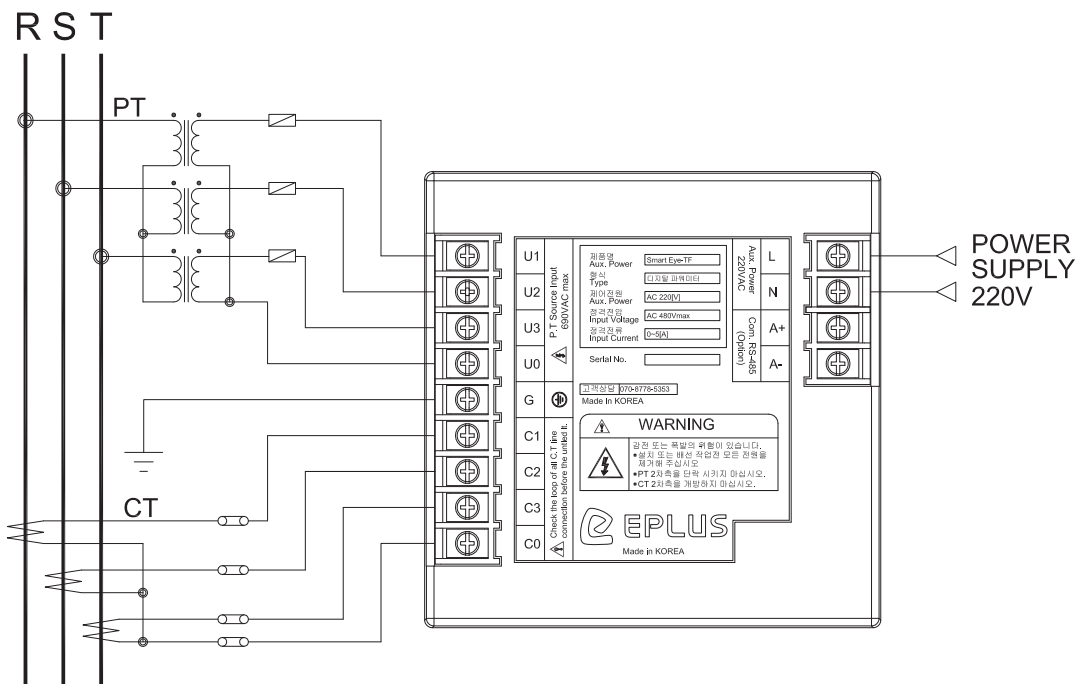 R S T
PT
CT
U1
U2
U3
U0
G
C1
C2
C3
C0
P.T Source Input
690VAC max
Check the loop of all C.T line
connection before the untied it.
제품명
Aux. Power
Smart Eye-TF
형식
Type
디지탈 파워미터
제어전원
Aux. Power
AC 220[V]
정격전압
Input Voltage
AC 480Vmax
정격전류
Input Current
0~5[A]
Serial No.
고객상담 070-8778-5353
Made in KOREA
WARNING
감전 또는 폭발의 위험이 있습니다.
●설치 또는 배선 작업전 모든 전원을
제거해 주십시오
●PT 2차측을 단락 시키지 마십시오.
●CT 2차측을 개방하지 마십시오.
EPLUS
Made in KOREA
Aux. Power
220VAC
Com. RS-485
(Option)
L
N
A+
A-
POWER
SUPPLY
220V